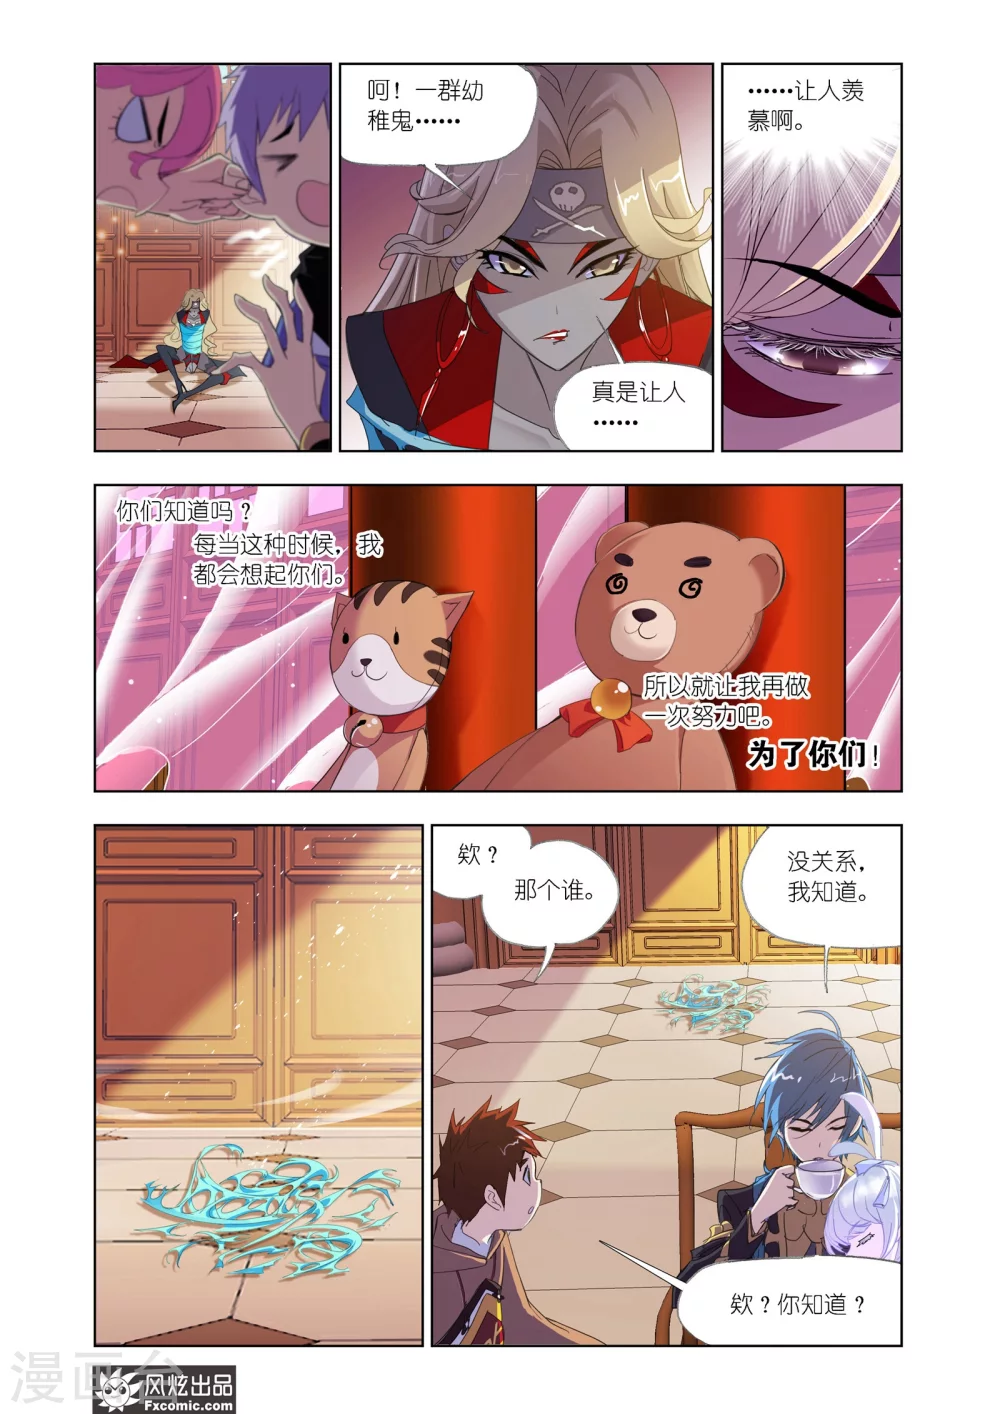 呵！一群幼
稚鬼⋯⋯
真是让人
⋯⋯
⋯⋯让人羡
慕啊。
你们知道吗？
每当这种时候，我
都会想起你们。
所以就让我再做
一次努力吧。
为了你们！
欸？
那个谁。
没关系，
我知道。
欸？你知道？
漫画台
风炫出品
Fxcomic.com